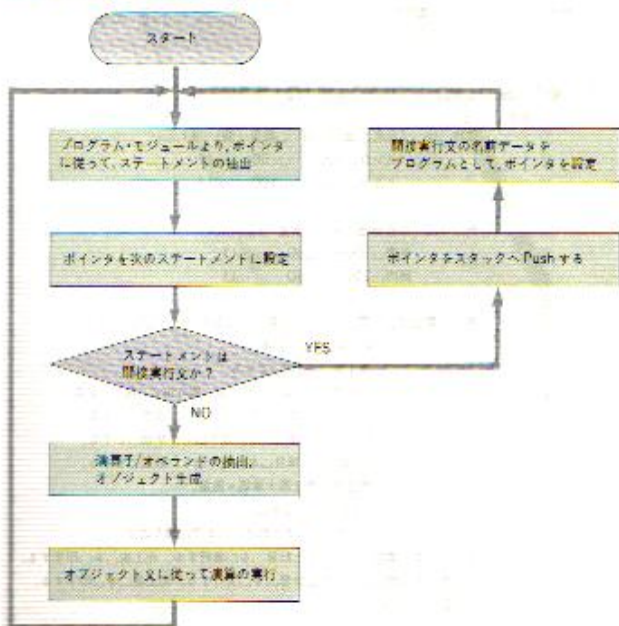 スタート
プログラム・モジュールより,ポインタ
に従って,ステートメントの抽出
間接実行文の名前データを
プログラムとして,ポインタを設定
ポインタを次のステートメントに設定
ポインタをスタックへPushする
ステートメントは
間接実行文か?
YES
NO
演算子/オペランドの抽出,
オブジェクト生成
オブジェクト文に従って演算の実行